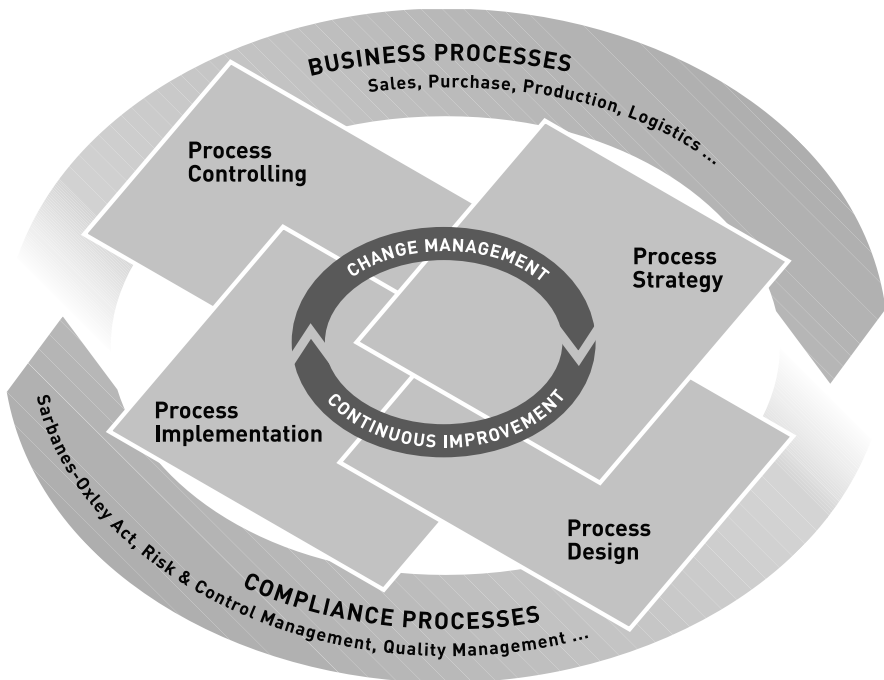 BUSINESS PROCESSES
Sales, Purchase, Production, Logistics ...
Process
Controlling
Process
Strategy
CHANGE MANAGEMENT
CONTINUOUS IMPROVEMENT
Process
Implementation
Process
Design
COMPLIANCE PROCESSES
Sarbanes-Oxley Act, Risk & Control Management, Quality Management ...